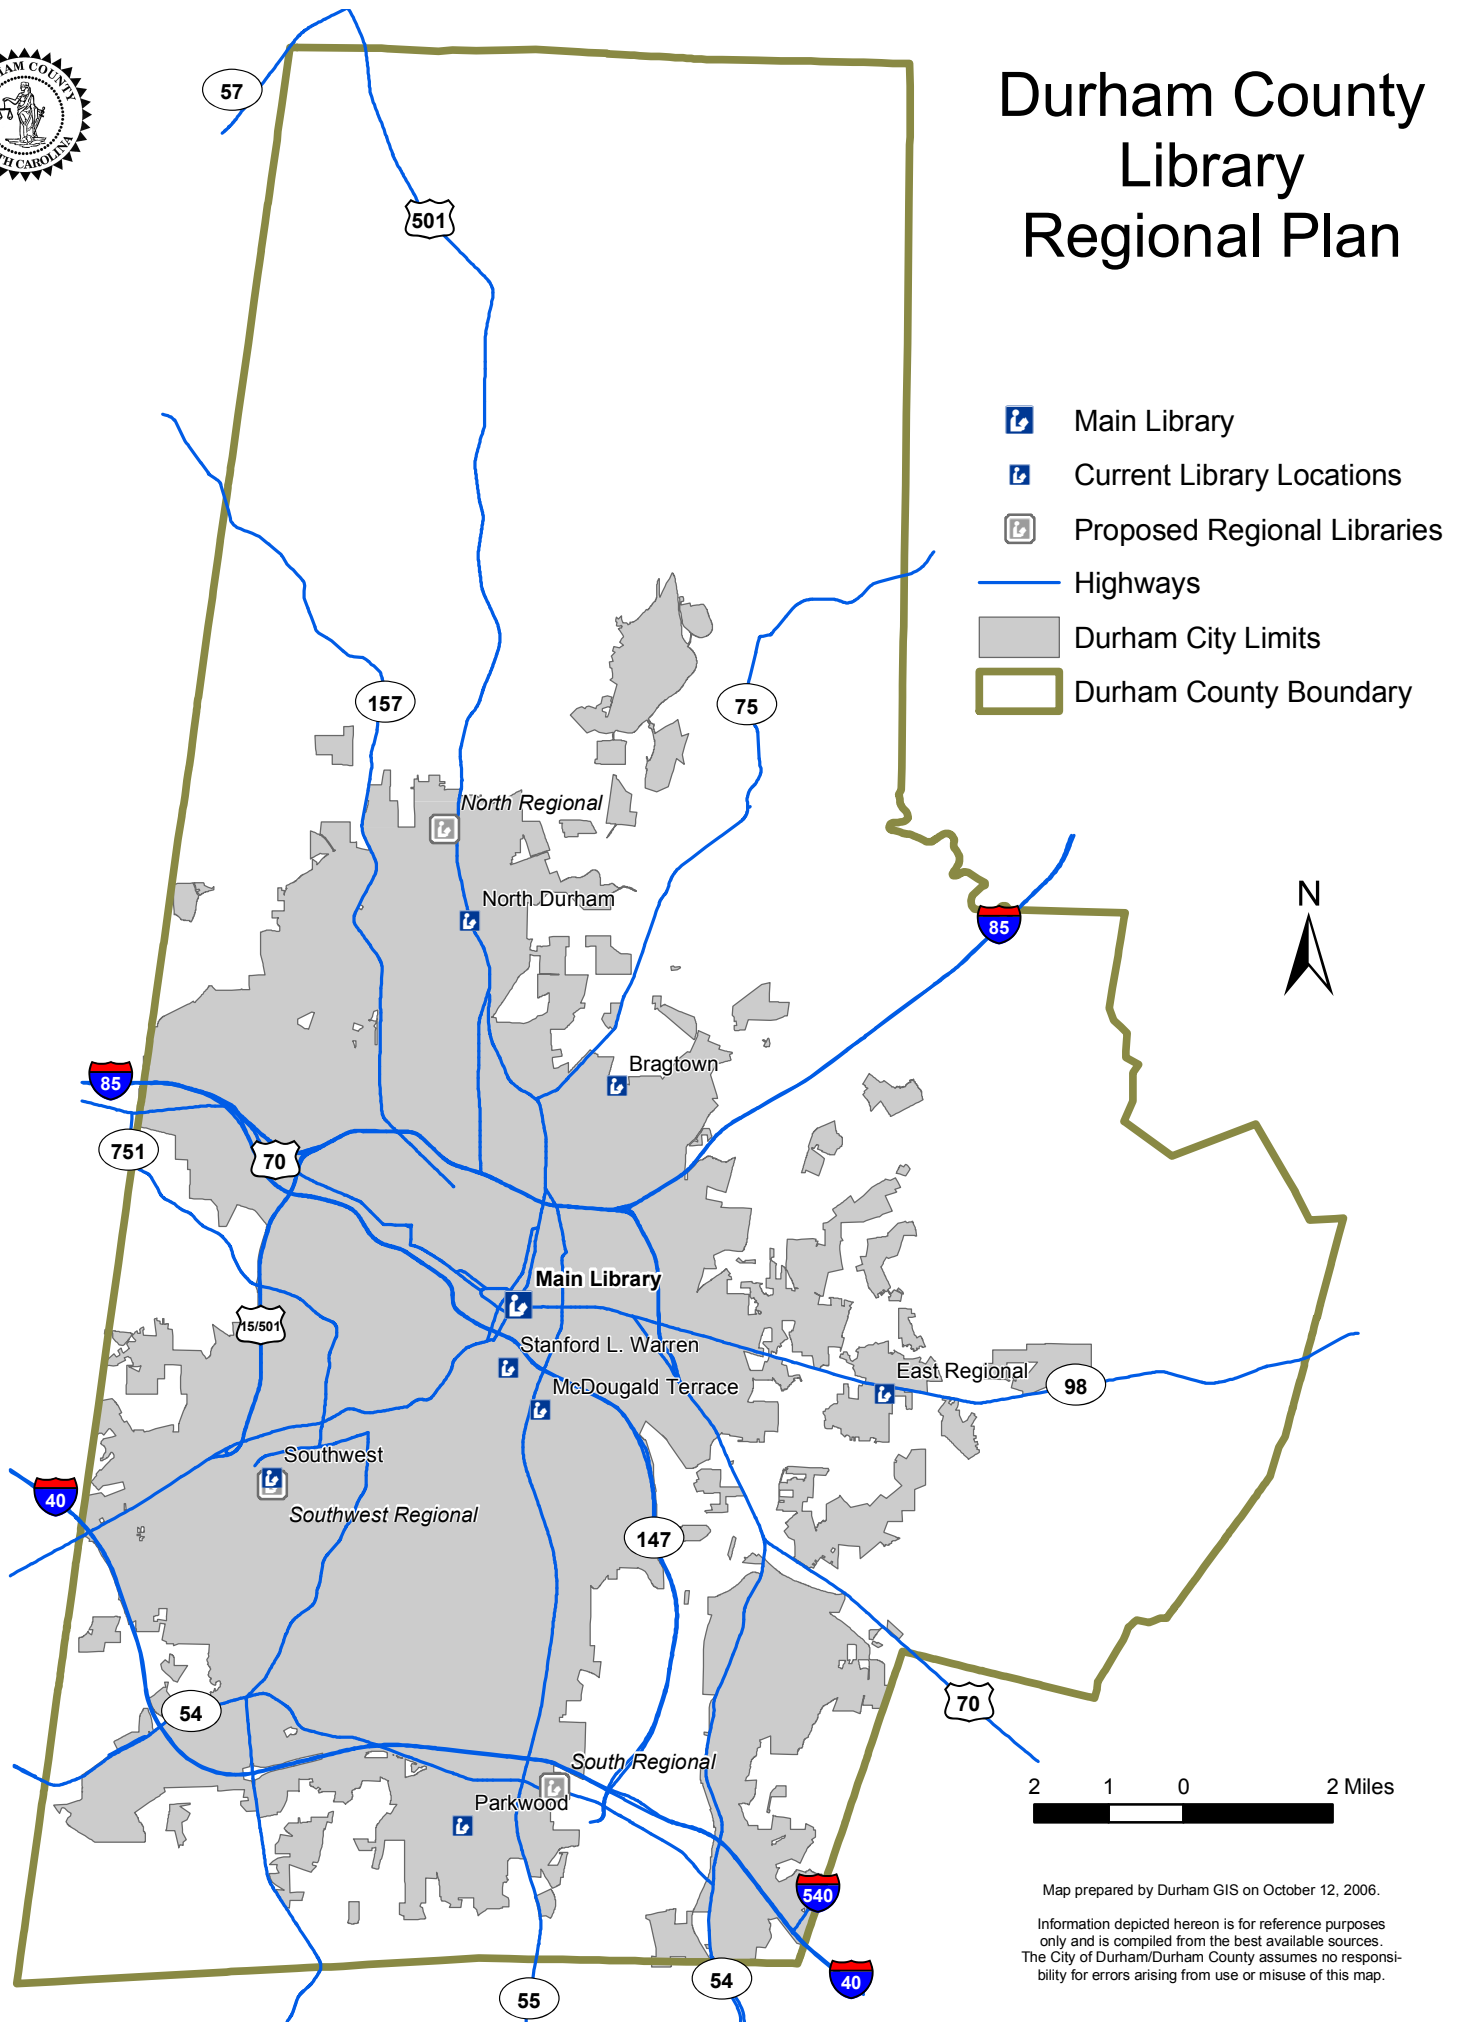 Durham County
Library
Regional Plan
HAM COUNTY
TH CAROLINA
57
501
Main Library
Current Library Locations
Proposed Regional Libraries
Highways
Durham City Limits
Durham County Boundary
157
75
North Regional
North Durham
85
N
Bragtown
85
751
70
Main Library
15/501
Stanford L. Warren
East Regional
McDougald Terrace
98
Southwest
40
Southwest Regional
147
54
70
South Regional
Parkwood
2 1 0 2 Miles
540
Map prepared by Durham GIS on October 12, 2006.
Information depicted hereon is for reference purposes
only and is compiled from the best available sources.
The City of Durham/Durham County assumes no responsi-
bility for errors arising from use or misuse of this map.
54
40
55